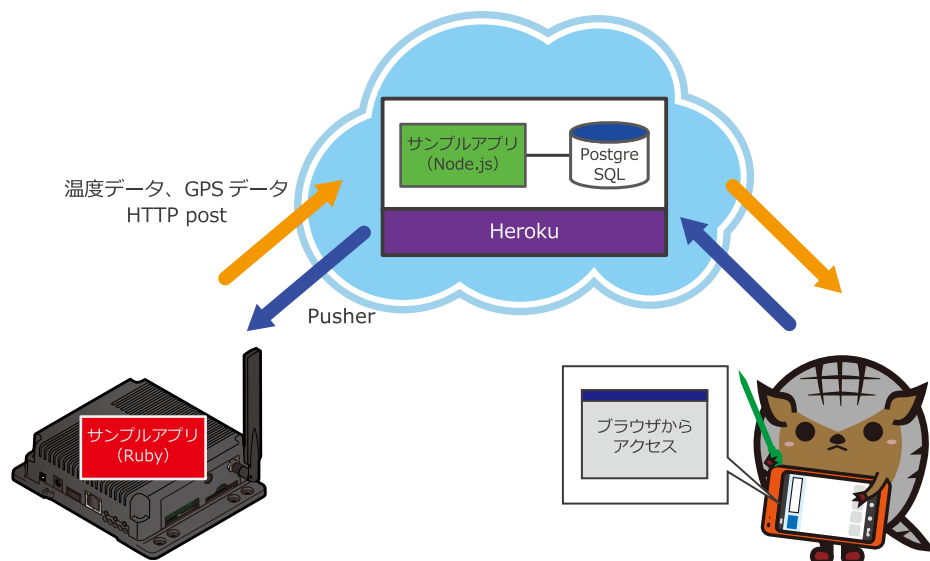 サンプルアプリ
(Node.js)
Postgre
SQL
Heroku
温度データ、GPS データ
HTTP post
Pusher
サンプルアプリ
(Ruby)
ブラウザから
アクセス